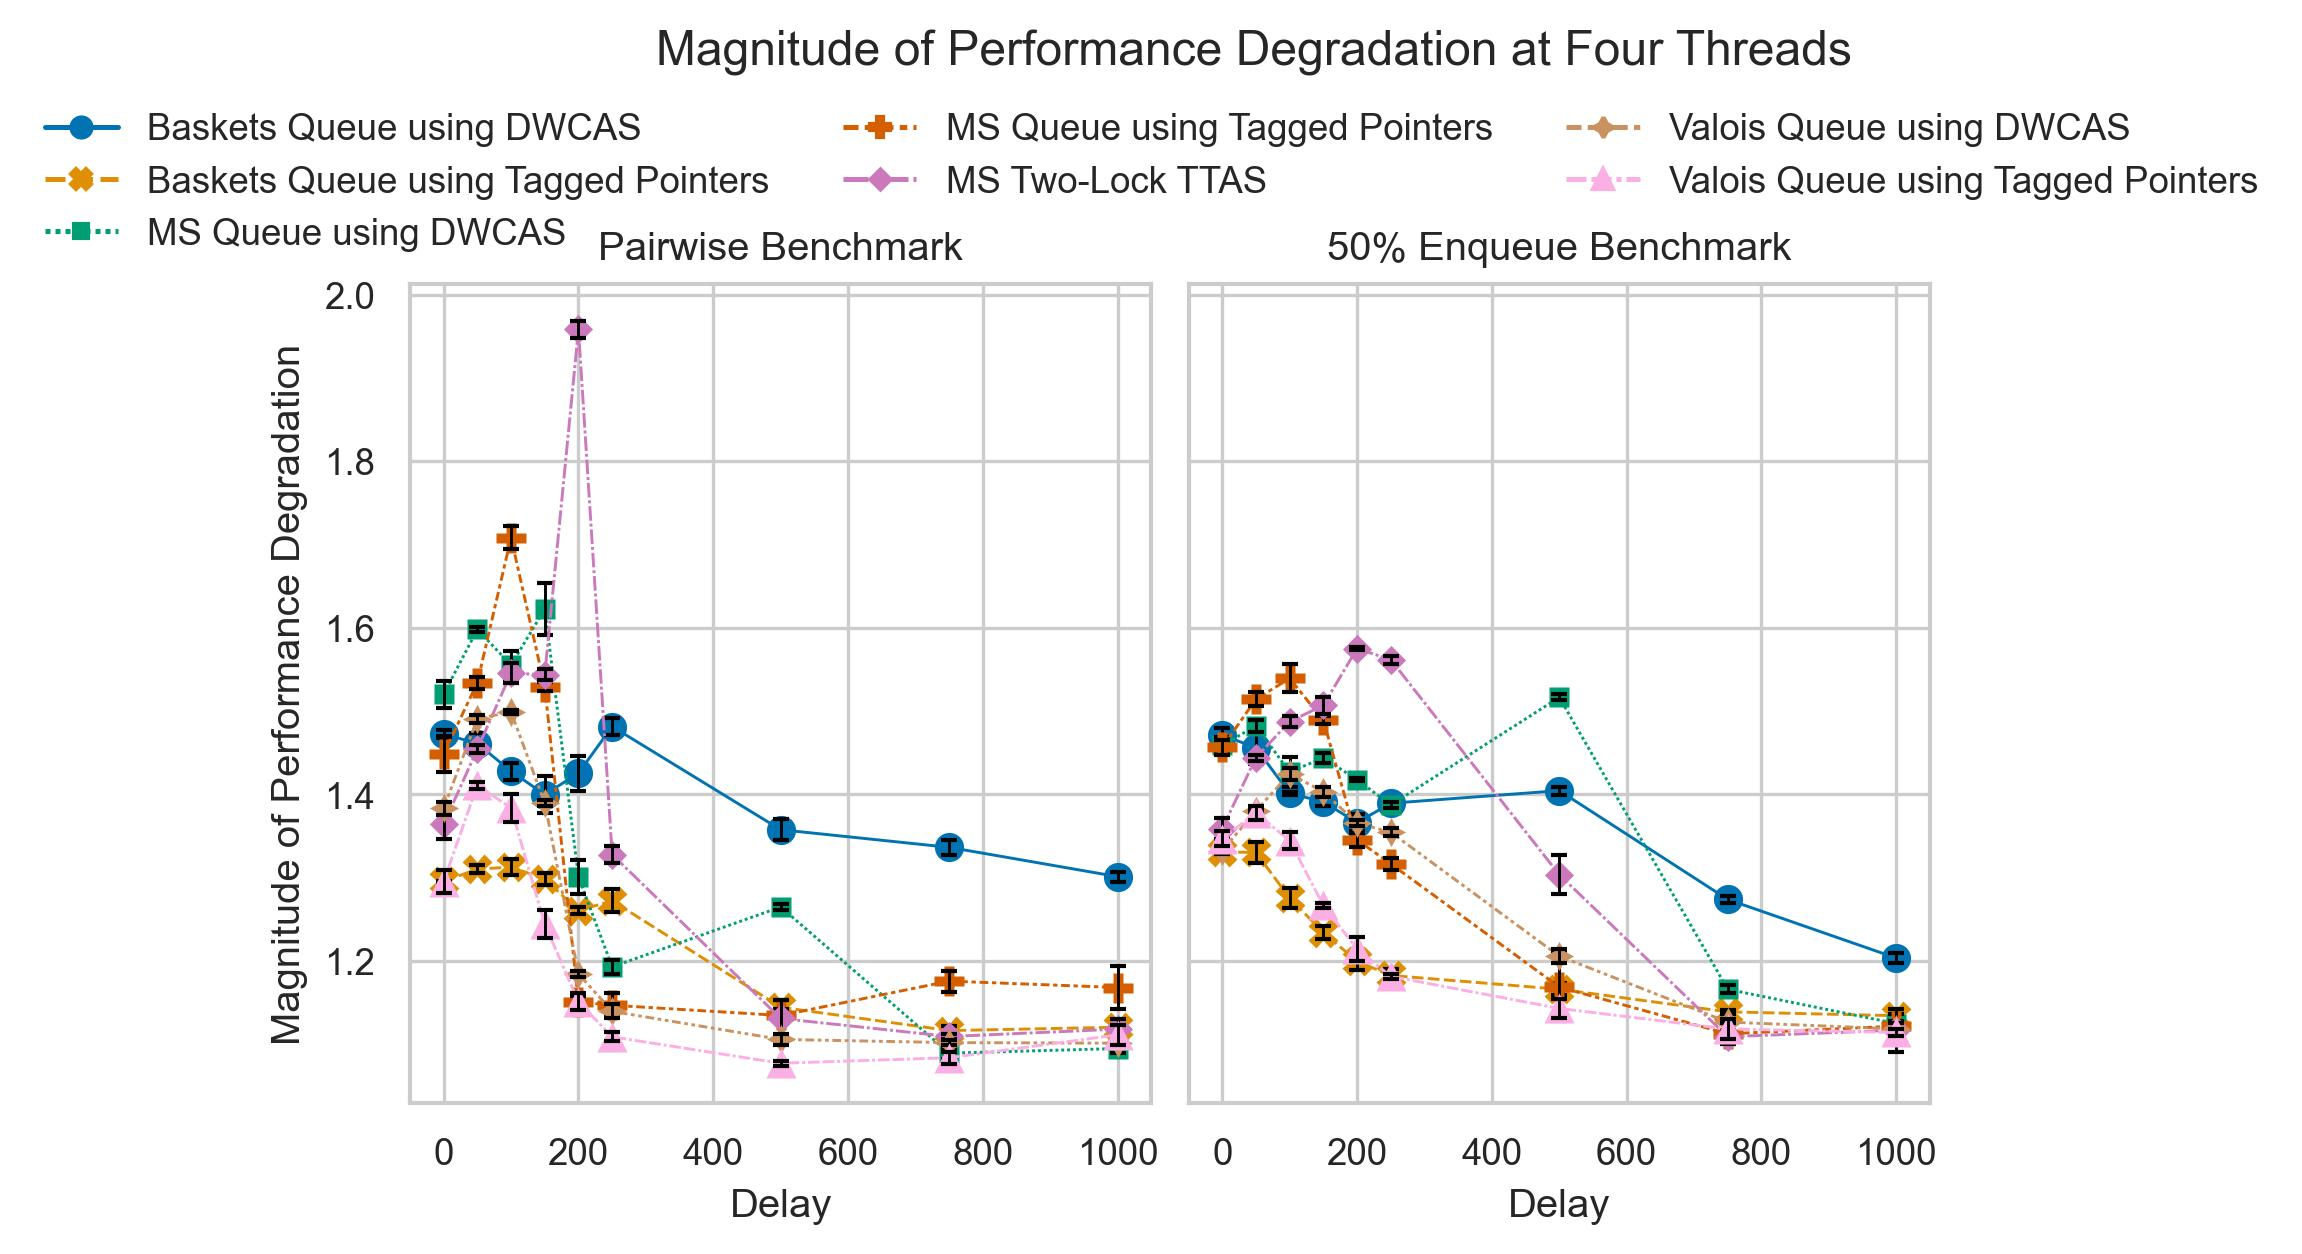 Magnitude of Performance Degradation at Four Threads
Baskets Queue using DWCAS
Baskets Queue using Tagged Pointers
MS Queue using DWCAS
MS Queue using Tagged Pointers
MS Two-Lock TTAS
Valois Queue using DWCAS
Valois Queue using Tagged Pointers
Pairwise Benchmark
50% Enqueue Benchmark
Magnitude of Performance Degradation
2.0
1.8
1.6
1.4
1.2
0 200 400 600 800 1000
0 200 400 600 800 1000
Delay
Delay